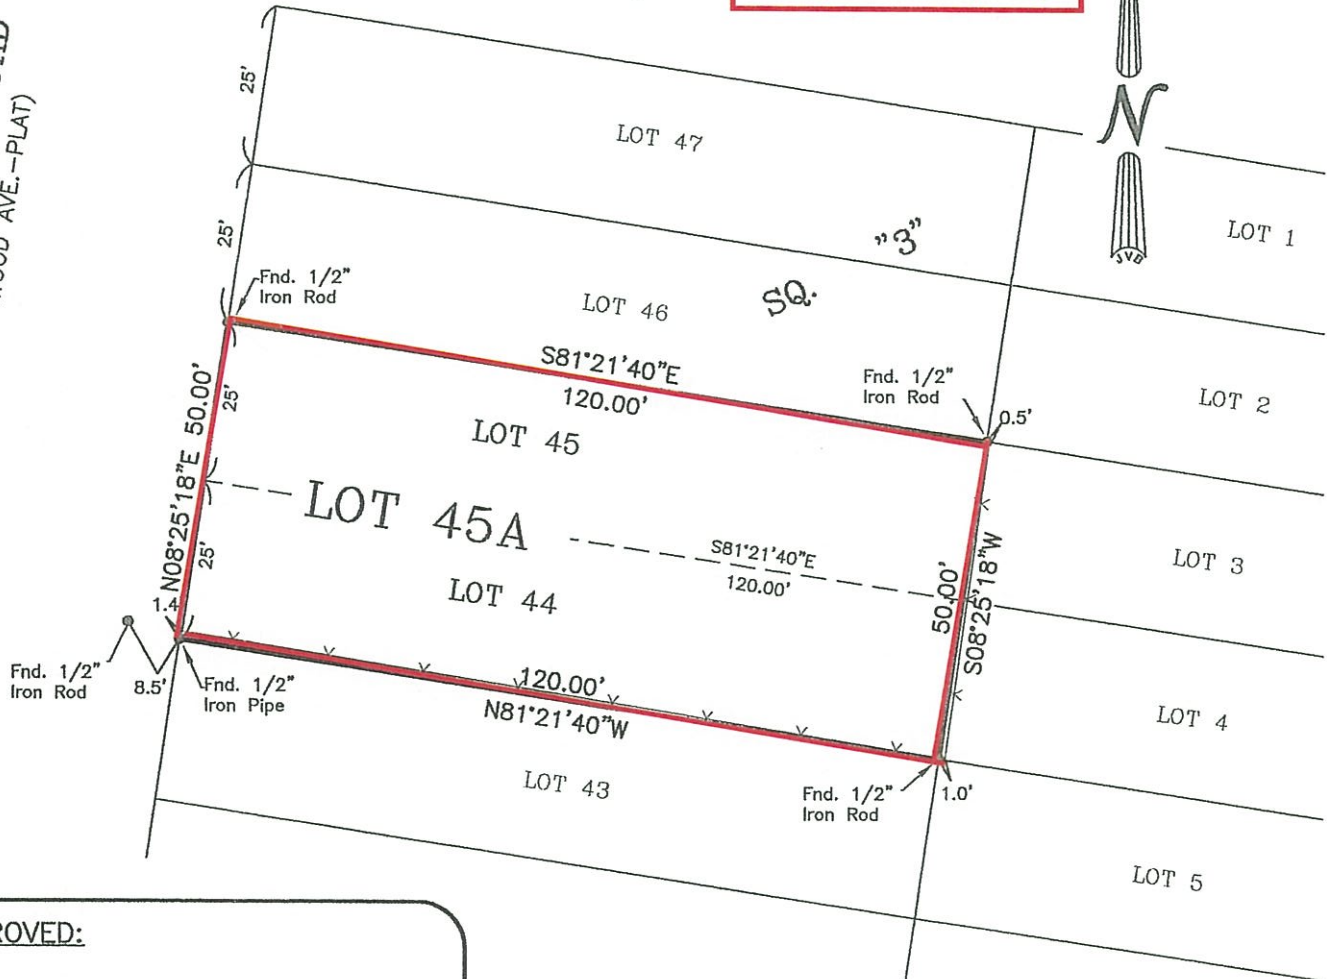 AVE.–PLAT)
25'
LOT 47
N
LOT 1
25'
"3"
SQ.
JVB
Fnd. 1/2"
Iron Rod
LOT 46
S81°21'40"E
120.00'
Fnd. 1/2"
Iron Rod
0.5'
LOT 2
N08°25'18"E 50.00'
25'
LOT 45
LOT 45A
S81°21'40"E
120.00'
LOT 3
25'
LOT 44
50.00'
S08°25'18"W
1.4
Fnd. 1/2"
Iron Rod
8.5'
Fnd. 1/2"
Iron Pipe
120.00'
N81°21'40"W
LOT 4
LOT 43
Fnd. 1/2"
Iron Rod
1.0'
LOT 5
ROVED: